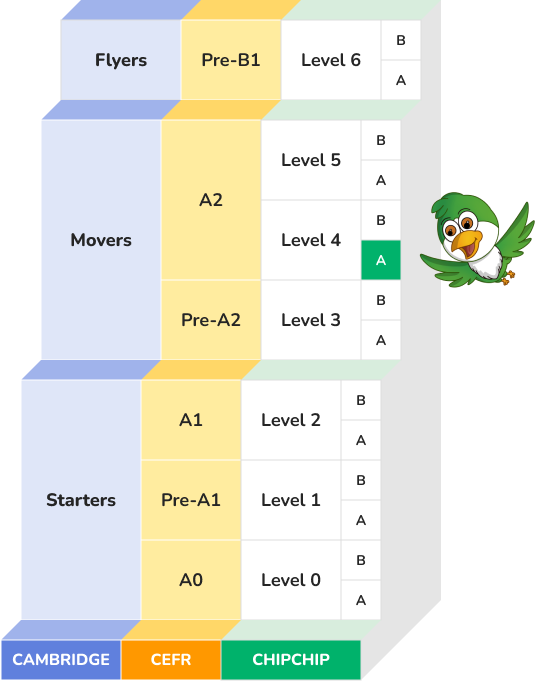 Flyers
Pre-B1
Level 6
B
A
Movers
A2
Level 5
B
A
Level 4
B
A
Pre-A2
Level 3
B
A
Starters
A1
Level 2
B
A
Pre-A1
Level 1
B
A
A0
Level 0
B
A
CAMBRIDGE
CEFR
CHIPCHIP